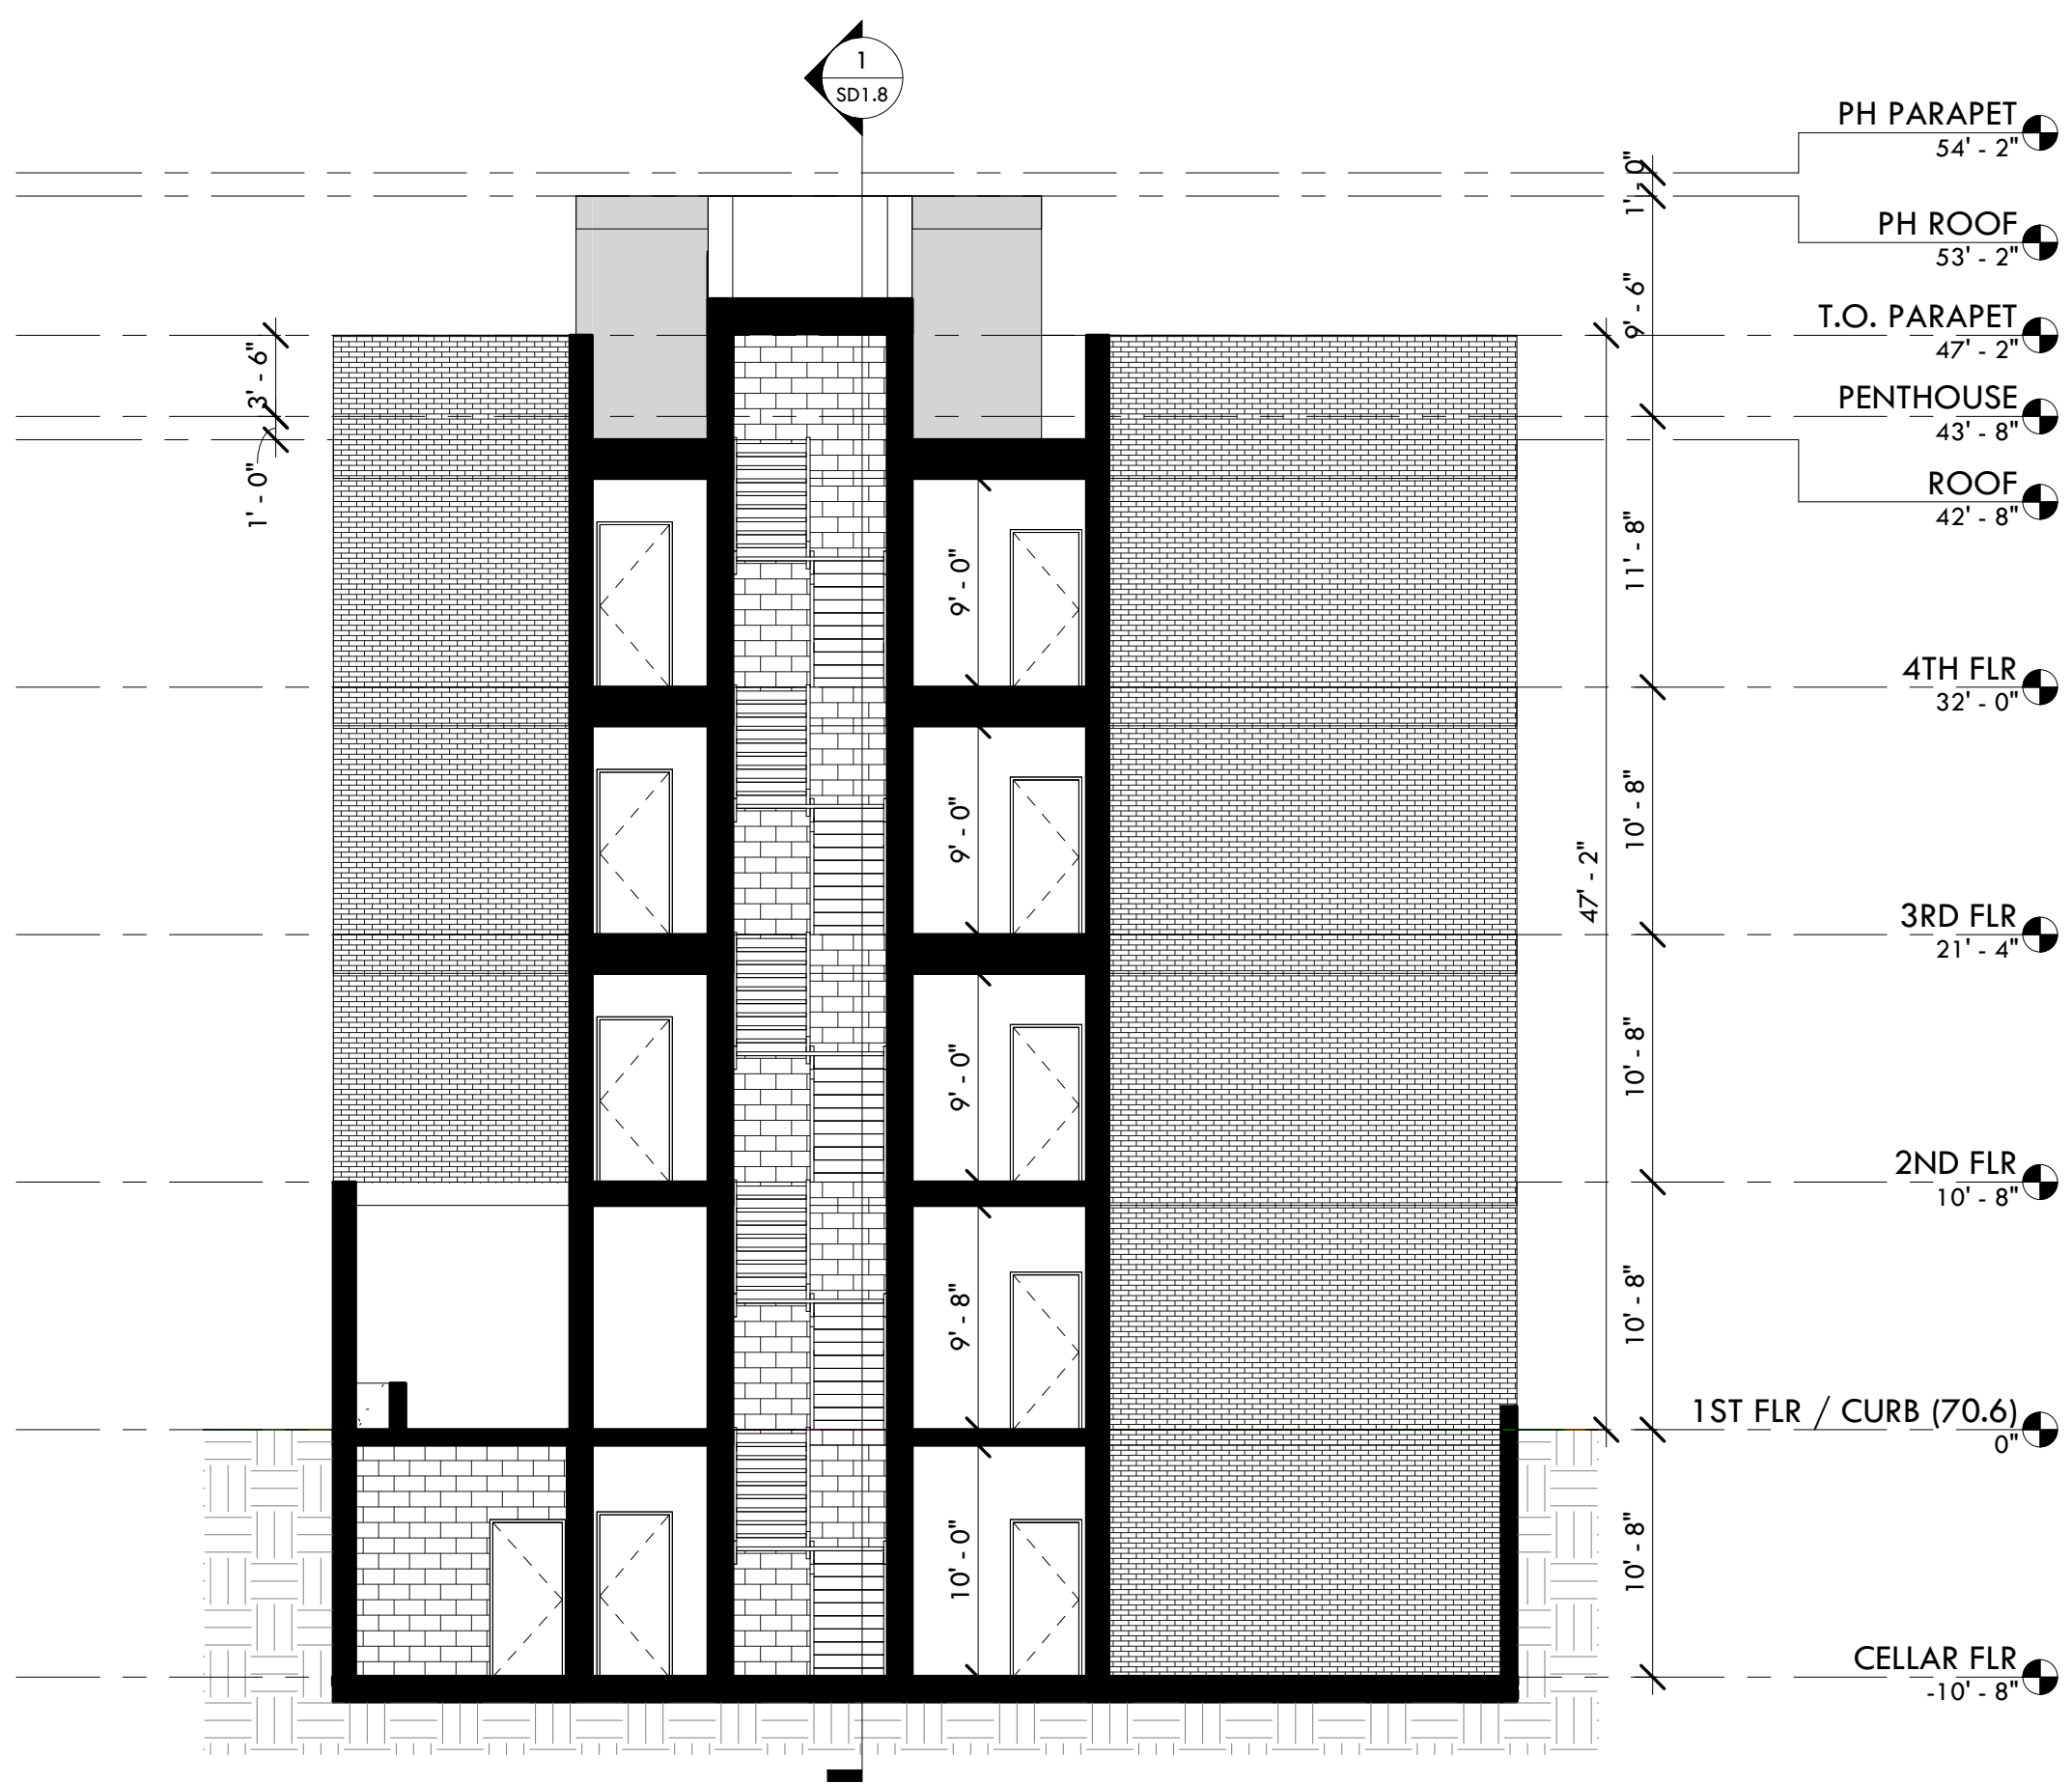 1
SD1.8
PH PARAPET
54' - 2"
1' - 0"
PH ROOF
53' - 2"
9' - 6"
T.O. PARAPET
47' - 2"
3' - 6"
PENTHOUSE
43' - 8"
1' - 0"
ROOF
42' - 8"
9' - 0"
11' - 8"
4TH FLR
32' - 0"
9' - 0"
10' - 8"
47' - 2"
3RD FLR
21' - 4"
9' - 0"
10' - 8"
2ND FLR
10' - 8"
9' - 8"
10' - 8"
1ST FLR / CURB (70.6)
0"
10' - 0"
10' - 8"
CELLAR FLR
-10' - 8"